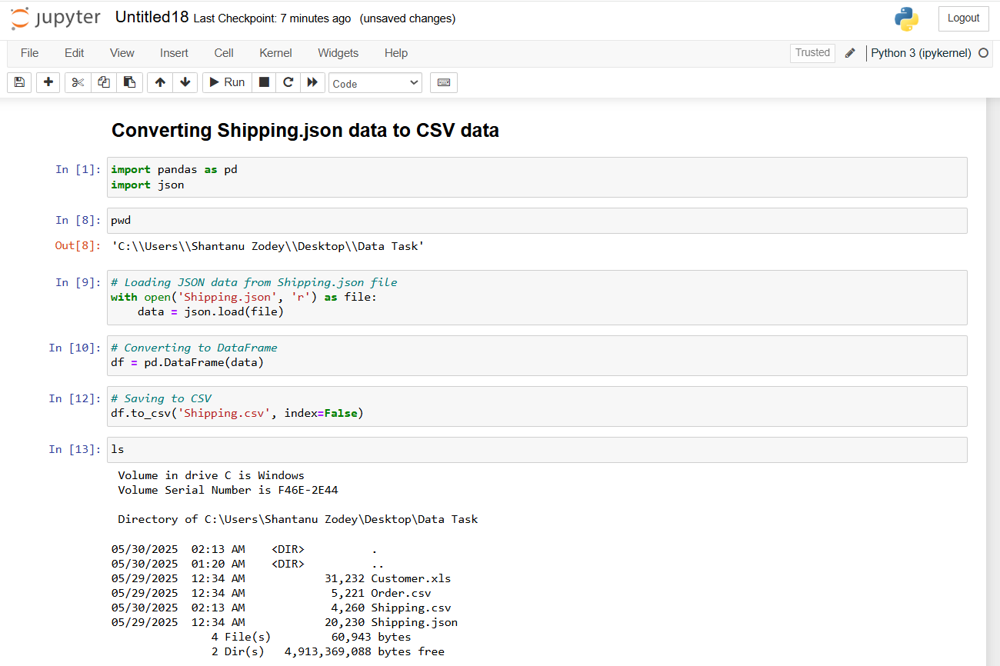 jupyter Untitled18 Last Checkpoint: 7 minutes ago (unsaved changes) Logout
File Edit View Insert Cell Kernel Widgets Help Trusted Python 3 (ipykernel)
Run Code
Converting Shipping.json data to CSV data
In [1]: import pandas as pd
import json
In [8]: pwd
Out[8]: 'C:\\Users\\Shantanu Zodey\\Desktop\\Data Task'
In [9]: # Loading JSON data from Shipping.json file
with open('Shipping.json', 'r') as file:
    data = json.load(file)
In [10]: # Converting to DataFrame
df = pd.DataFrame(data)
In [12]: # Saving to CSV
df.to_csv('Shipping.csv', index=False)
In [13]: ls
Volume in drive C is Windows
Volume Serial Number is F46E-2E44
Directory of C:\Users\Shantanu Zodey\Desktop\Data Task
05/30/2025  02:13 AM    <DIR>          .
05/30/2025  01:20 AM    <DIR>          ..
05/29/2025  12:34 AM            31,232 Customer.xls
05/29/2025  12:34 AM             5,221 Order.csv
05/30/2025  02:13 AM             4,260 Shipping.csv
05/29/2025  12:34 AM            20,230 Shipping.json
4 File(s)         60,943 bytes
2 Dir(s)   4,913,369,088 bytes free